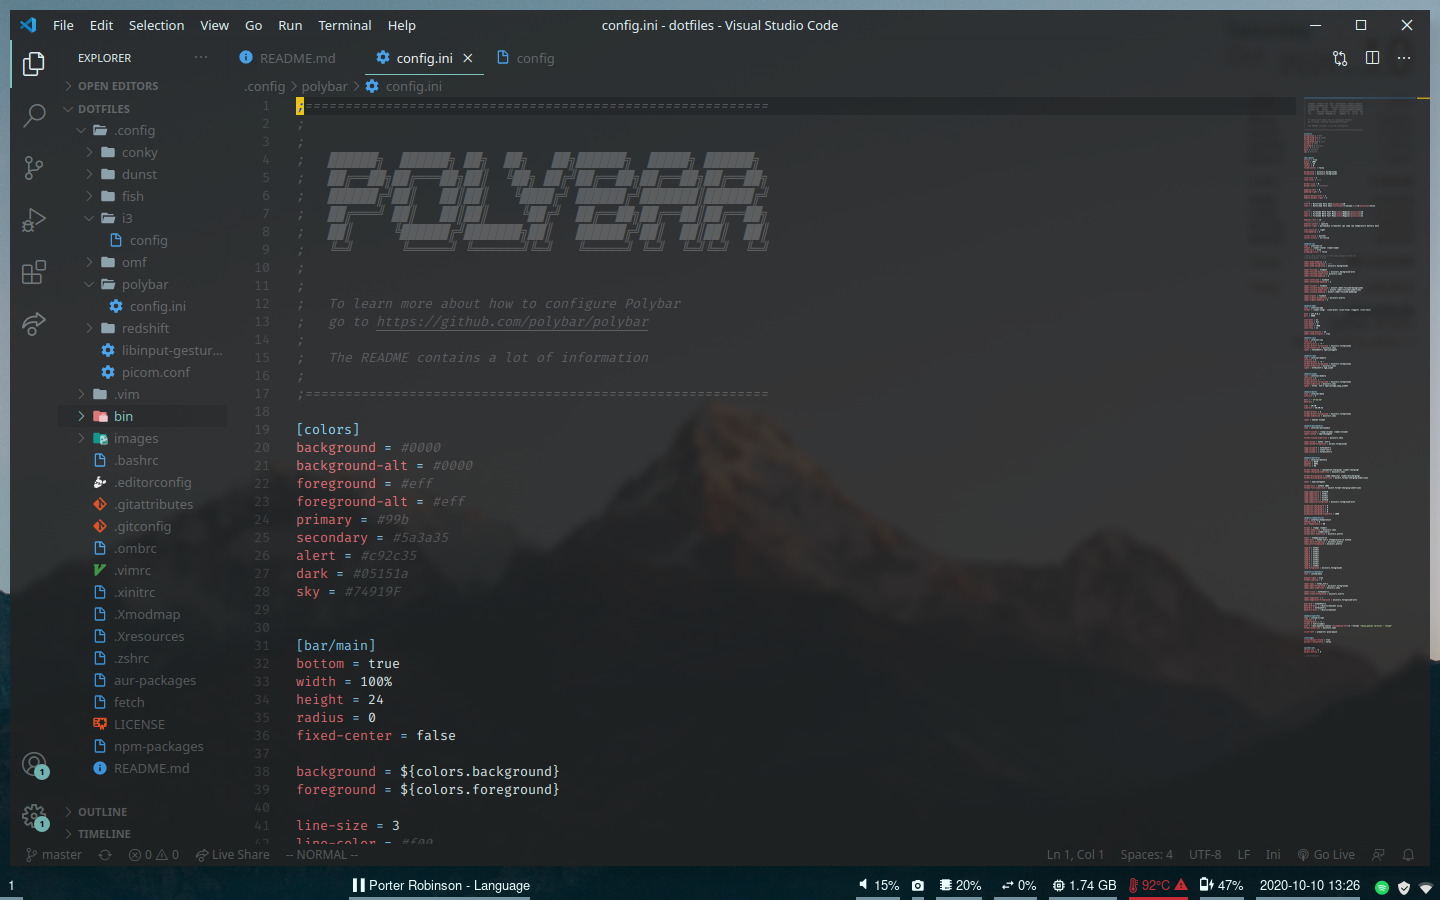 File Edit Selection View Go Run Terminal Help
config.ini - dotfiles - Visual Studio Code
EXPLORER
README.md
config.ini
config
OPEN EDITORS
.config > polybar > config.ini
DOTFILES
.config
conky
dunst
fish
i3
config
omf
polybar
config.ini
redshift
libinput-gestur...
picom.conf
.vim
bin
images
.bashrc
.editorconfig
.gitattributes
.gitconfig
.ombrc
.vimrc
.xinitrc
.Xmodmap
.Xresources
.zshrc
aur-packages
fetch
LICENSE
npm-packages
README.md
OUTLINE
TIMELINE
1 ;==========================================================
2 ;
3 ;
4 ;
5 ;
6 ; POLYBAR
7 ;
8 ;
9 ;
10 ;
11 ;
12 ; To learn more about how to configure Polybar
13 ; go to https://github.com/polybar/polybar
14 ;
15 ; The README contains a lot of information
16 ;
17 ;==========================================================
18
19 [colors]
20 background = #0000
21 background-alt = #0000
22 foreground = #eff
23 foreground-alt = #eff
24 primary = #99b
25 secondary = #5a3a35
26 alert = #c92c35
27 dark = #05151a
28 sky = #74919F
29
30
31 [bar/main]
32 bottom = true
33 width = 100%
34 height = 24
35 radius = 0
36 fixed-center = false
37
38 background = ${colors.background}
39 foreground = ${colors.foreground}
40
41 line-size = 3
42 line-color = #f00
1
1
master 0 0 Live Share -- NORMAL --
Ln 1, Col 1 Spaces: 4 UTF-8 LF Ini Go Live
1
Porter Robinson - Language
15% 20% 0% 1.74 GB 92°C 47% 2020-10-10 13:26